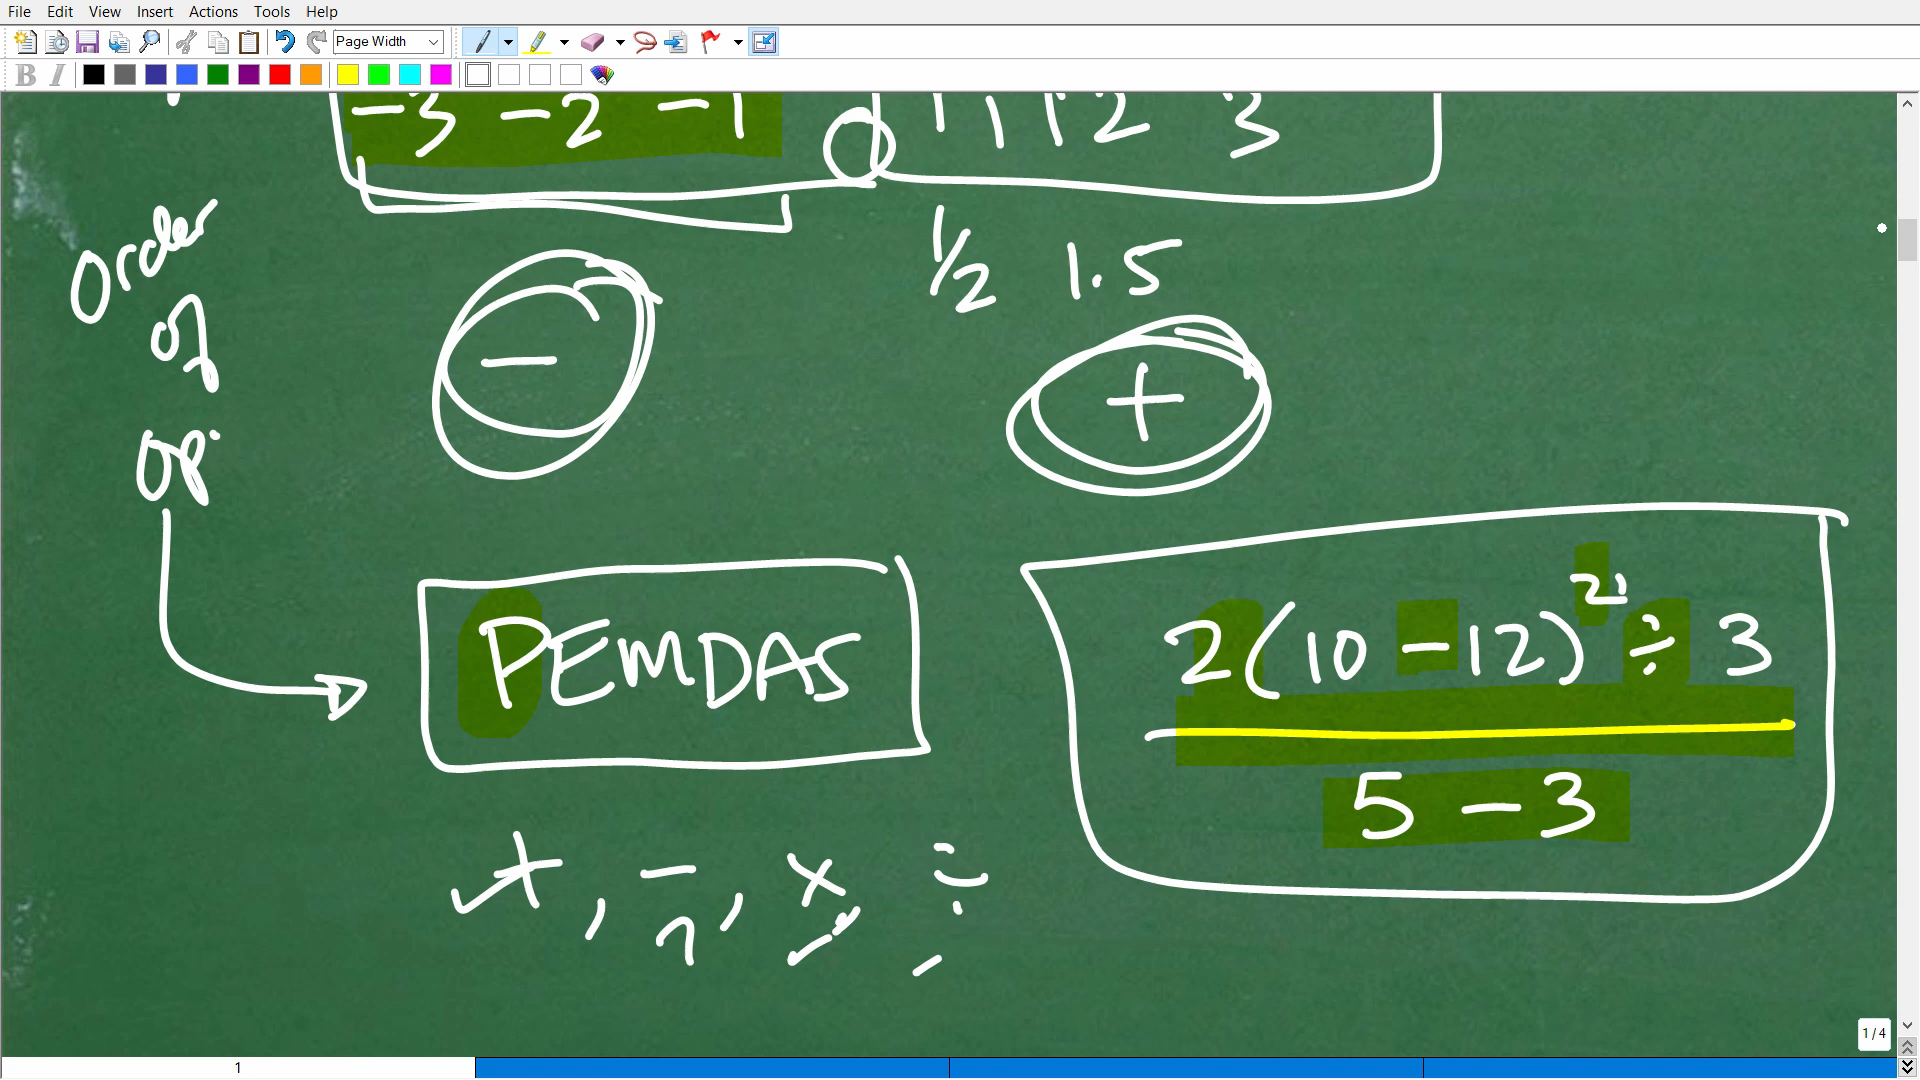 File Edit View Insert Actions Tools Help
Page Width
B I
-3 -2 -1 0 1 2 3
Order
of
op.
1/2 1.5
−
+
PEMDAS
2(10 − 12)² ÷ 3
5 − 3
+, −, ×, ÷
1 / 4
1